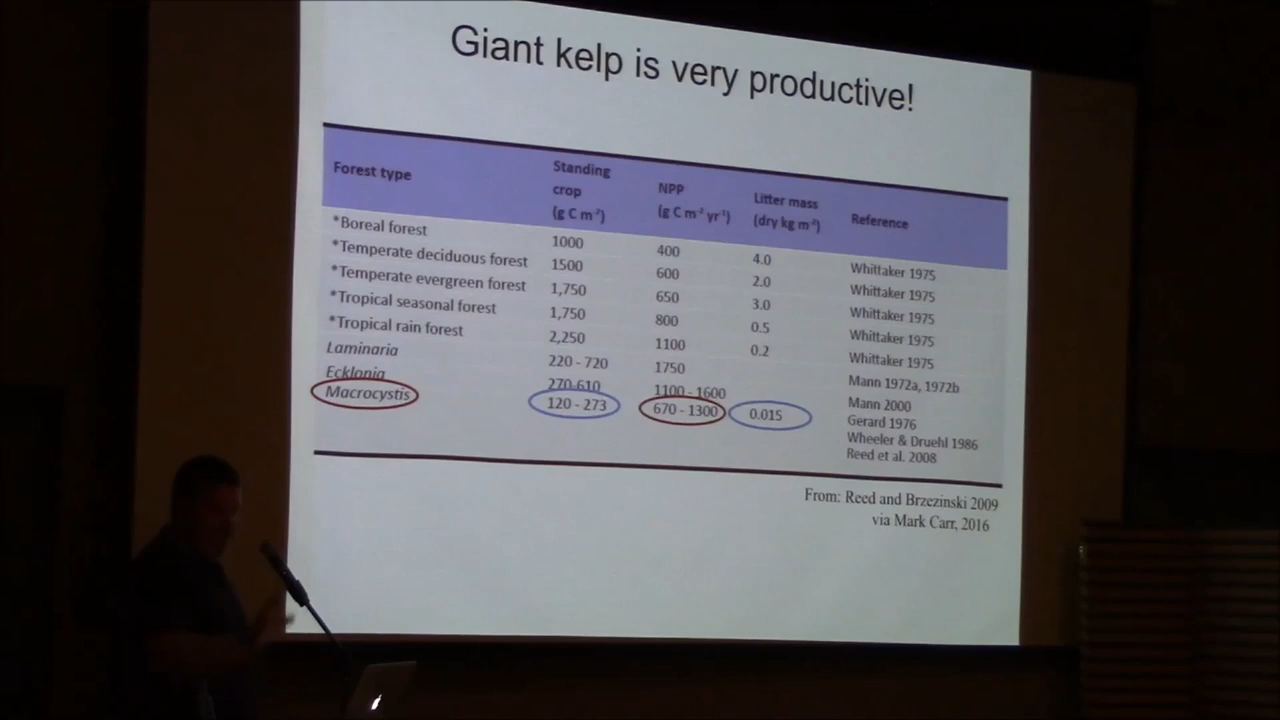 Giant kelp is very productive!
Forest type Standing crop (g C m⁻²) NPP (g C m⁻² yr⁻¹) Litter mass (dry kg m⁻²) Reference
*Boreal forest 1000 400 4.0 Whittaker 1975
*Temperate deciduous forest 1500 600 2.0 Whittaker 1975
*Temperate evergreen forest 1,750 650 3.0 Whittaker 1975
*Tropical seasonal forest 1,750 800 0.5 Whittaker 1975
*Tropical rain forest 2,250 1100 0.2 Whittaker 1975
Laminaria 220 - 720 1750 Mann 1972a, 1972b
Ecklonia 270-610 1100 - 1600 Mann 2000
Macrocystis 120 - 273 670 - 1300 0.015 Gerard 1976
Wheeler & Druehl 1986
Reed et al. 2008
From: Reed and Brzezinski 2009
via Mark Carr, 2016